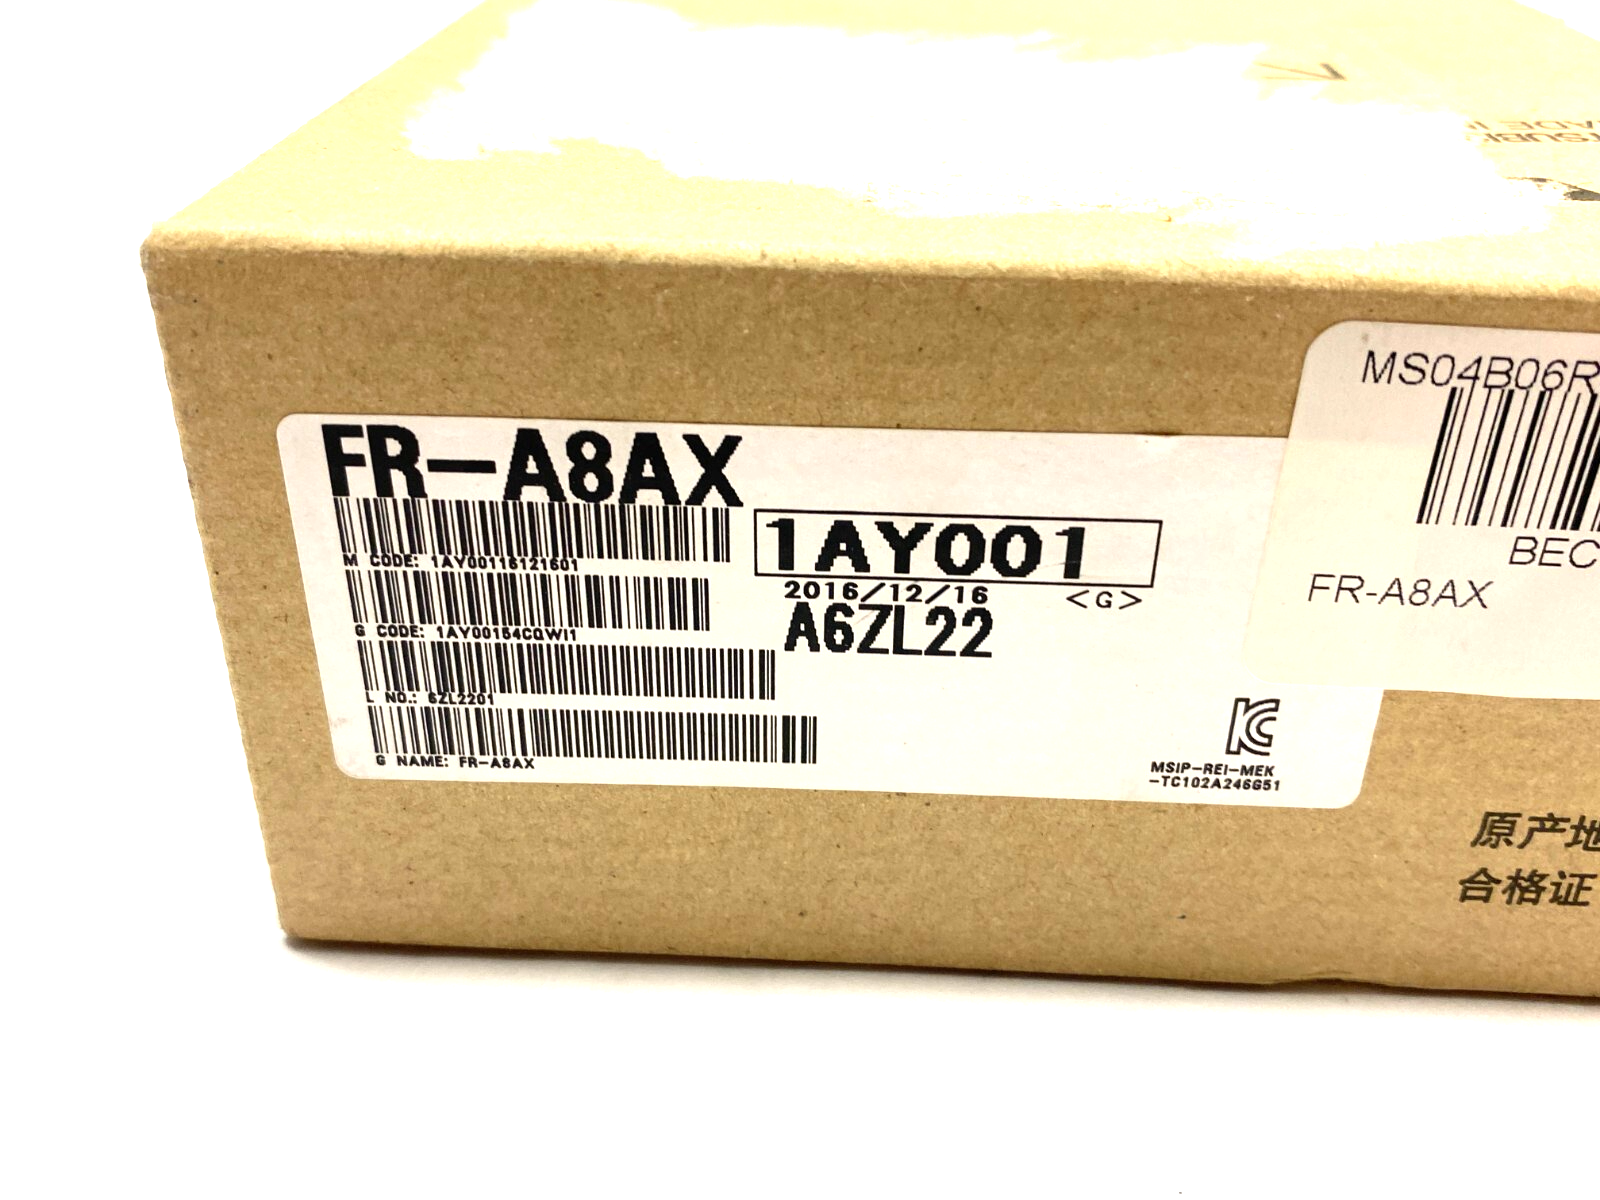 FR-A8AX
M CODE: 1AY00116121601
1AY001
2016/12/16 <G>
A6ZL22
G CODE: 1AY00154CQWI1
L NO.: 6ZL2201
G NAME: FR-A8AX
KC
MSIP-REI-MEK
-TC102A246G51
MS04B06R
BEC
FR-A8AX
原产地
合格证